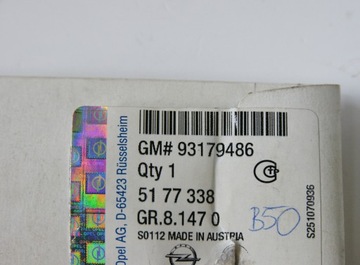 GM# 93179486
Qty 1
51 77 338
GR.8.147 0
S0112 MADE IN AUSTRIA
B50
Opel AG, D-65423 Rüsselsheim
S251070936